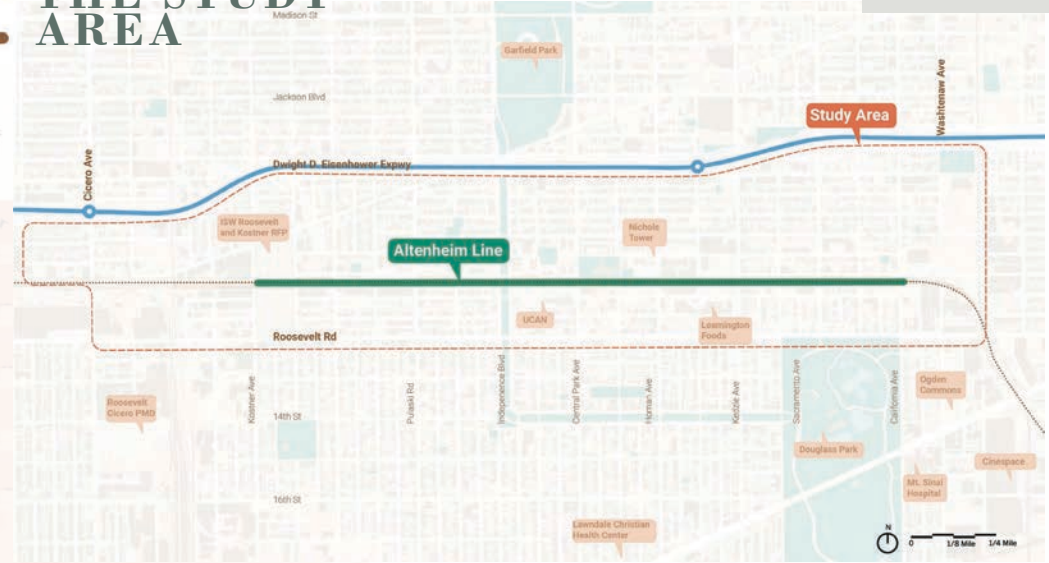 THE STUDY
AREA
Madison St
Garfield Park
Jackson Blvd
Washtenaw Ave
Study Area
Dwight D. Eisenhower Expwy
Cicero Ave
ISW Roosevelt
and Kostner RFP
Nichols
Tower
Altenheim Line
UCAN
Leamington
Foods
Roosevelt Rd
Roosevelt
Cicero PMD
Kostner Ave
Pulaski Rd
Independence Blvd
Central Park Ave
Homan Ave
Kedzie Ave
Sacramento Ave
California Ave
Ogden
Commons
14th St
Douglass Park
Cinespace
Mt. Sinai
Hospital
16th St
Lawndale Christian
Health Center
N
0 1/8 Mile 1/4 Mile